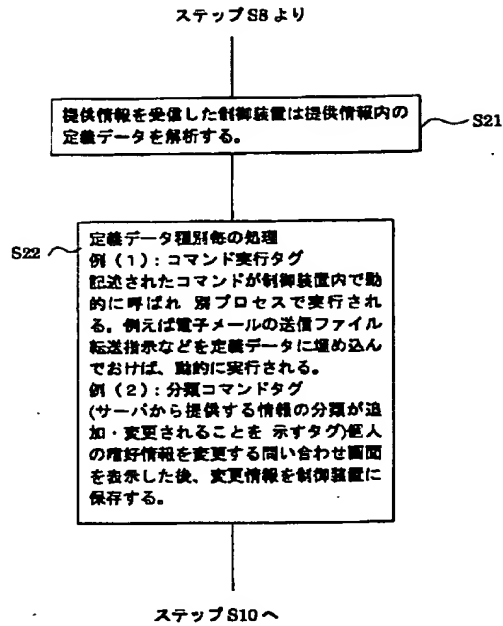 ステップS8より
提供情報を受信した制御装置は提供情報内の
定義データを解析する。
S21
S22
定義データ種別毎の処理
例(1):コマンド実行タグ
記述されたコマンドが制御装置内で動
的に呼ばれ 別プロセスで実行され
る。例えば電子メールの送信ファイル
転送指示などを定義データに埋め込ん
でおけば、動的に実行される。
例(2):分類コマンドタグ
(サーバから提供する情報の分類が追
加・変更されることを 示すタグ)個人
の嗜好情報を変更する問い合わせ画面
を表示した後、変更情報を制御装置に
保存する。
ステップS10へ